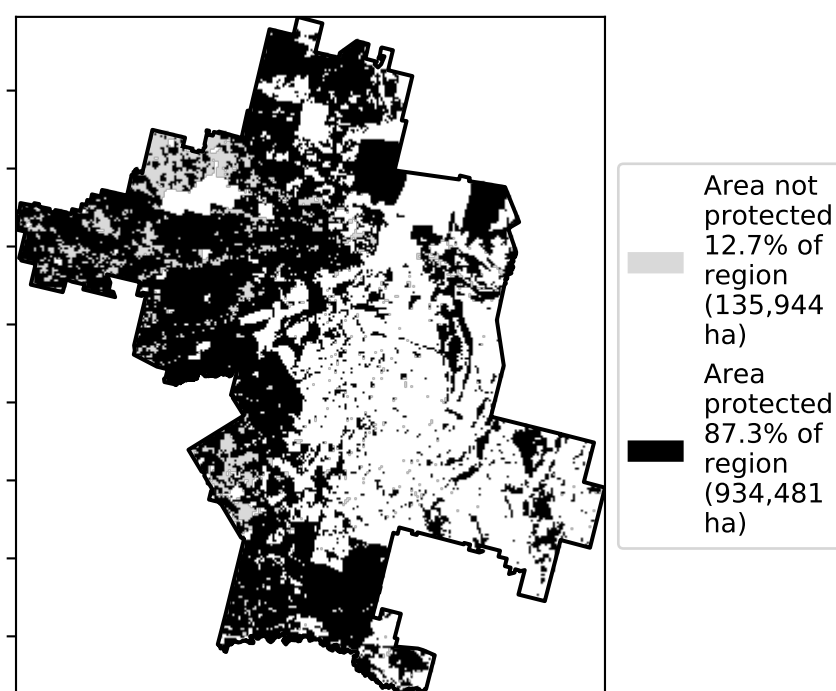 Area not
protected
12.7% of
region
(135,944
ha)
Area
protected
87.3% of
region
(934,481
ha)